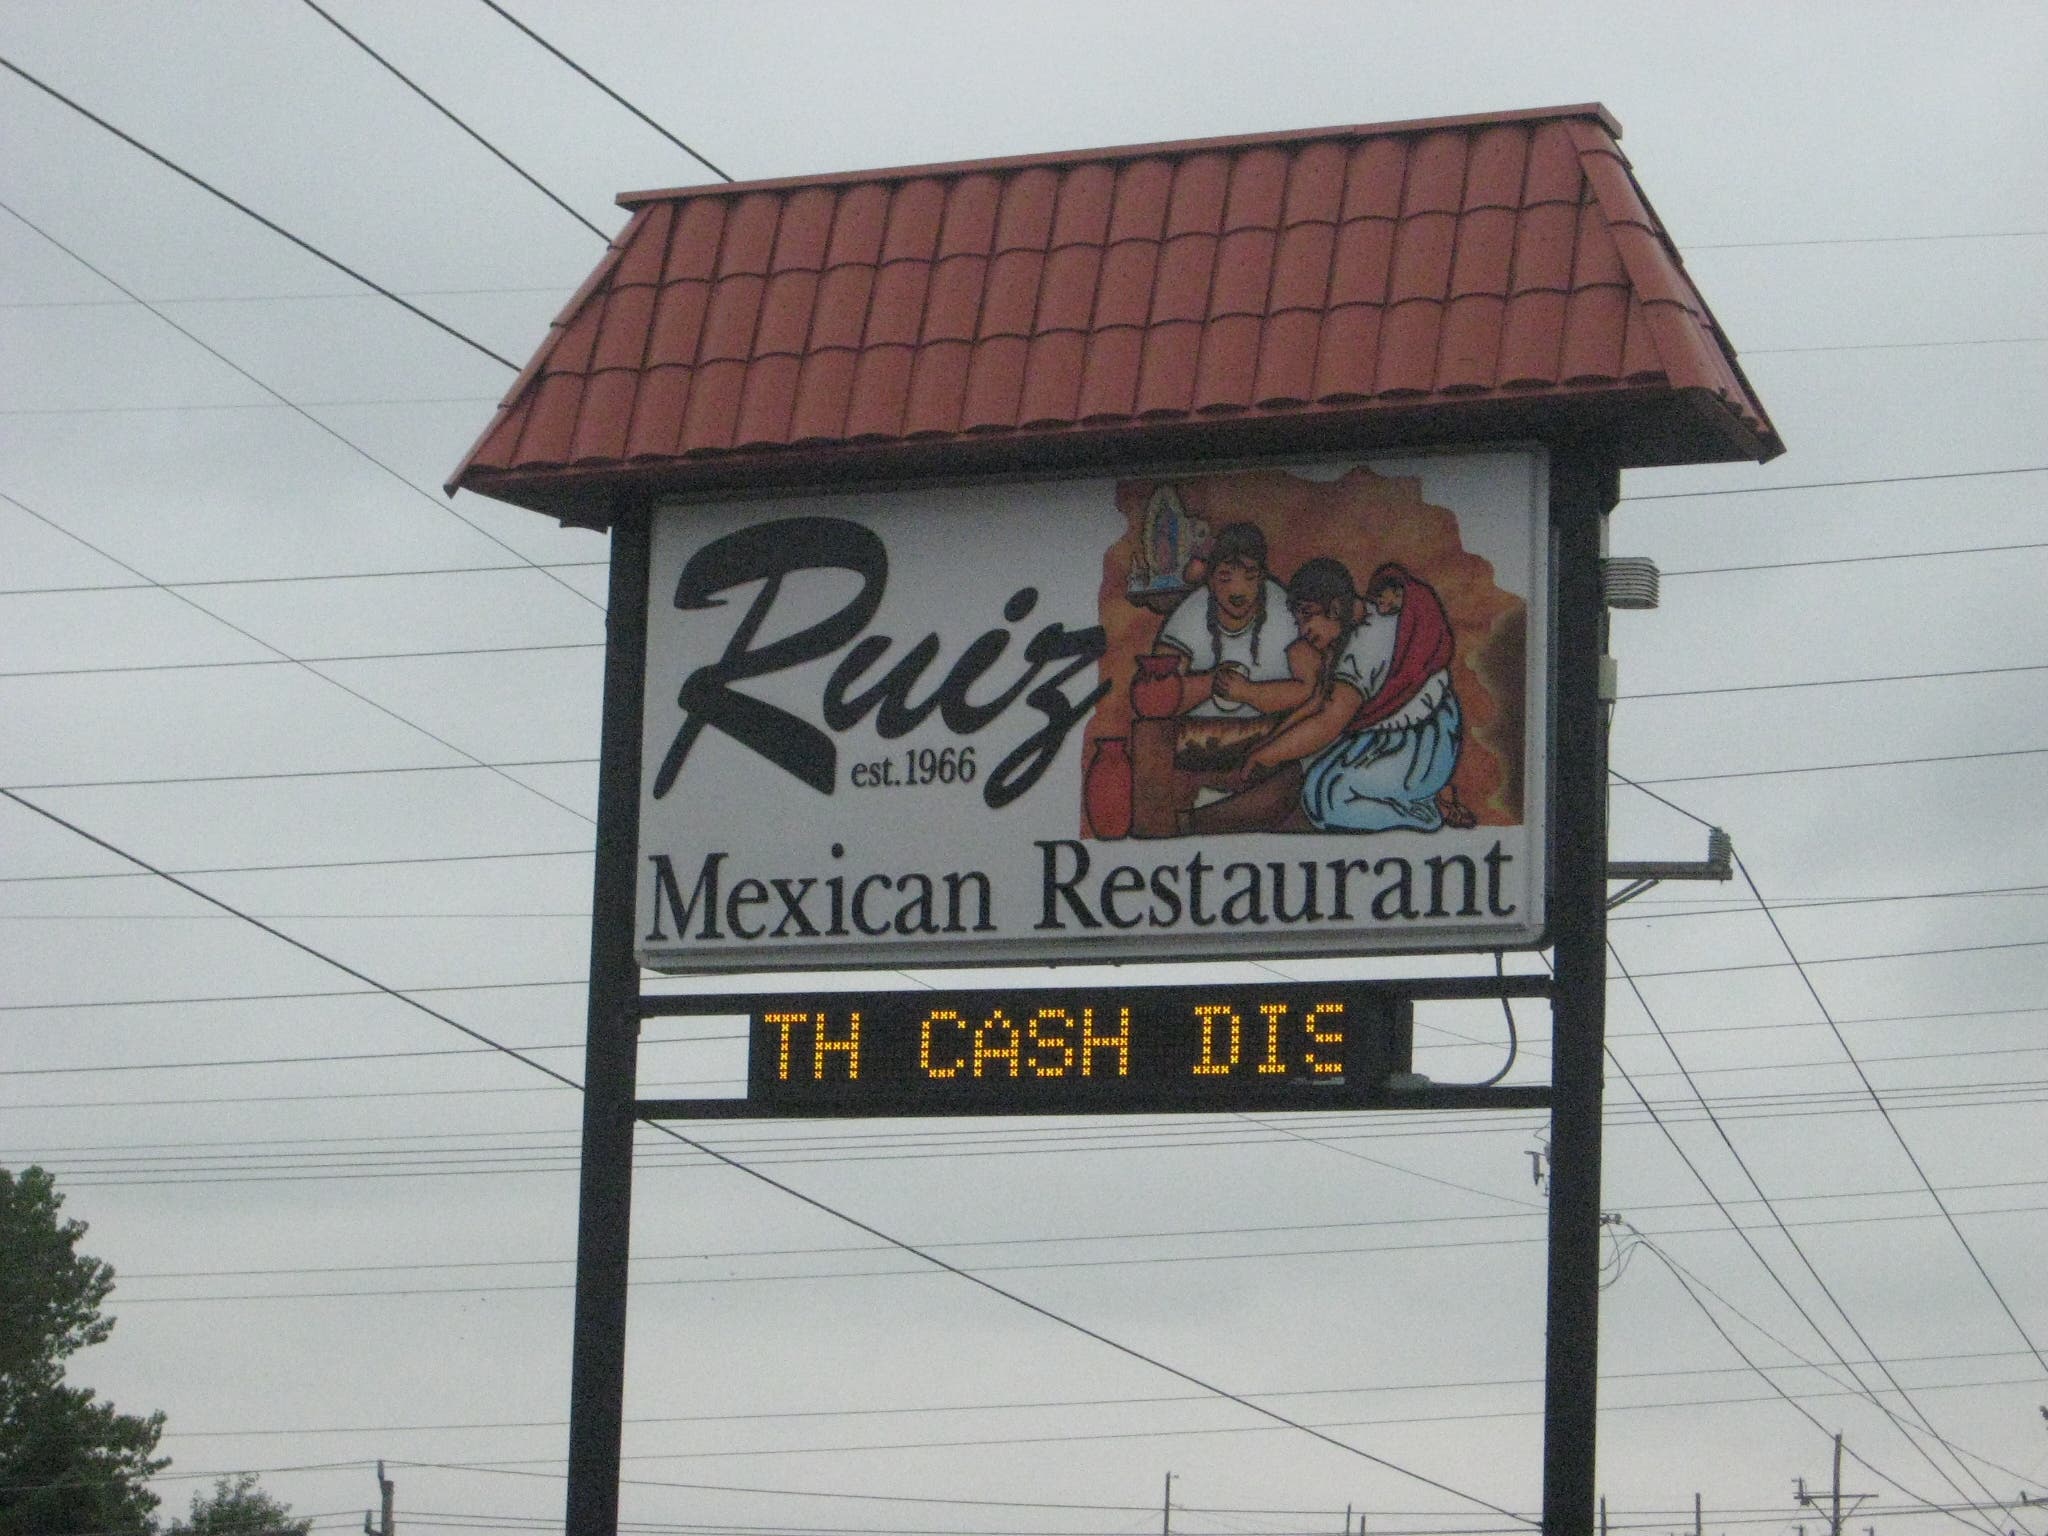 Ruiz
est.1966
Mexican Restaurant
TH CASH DIS